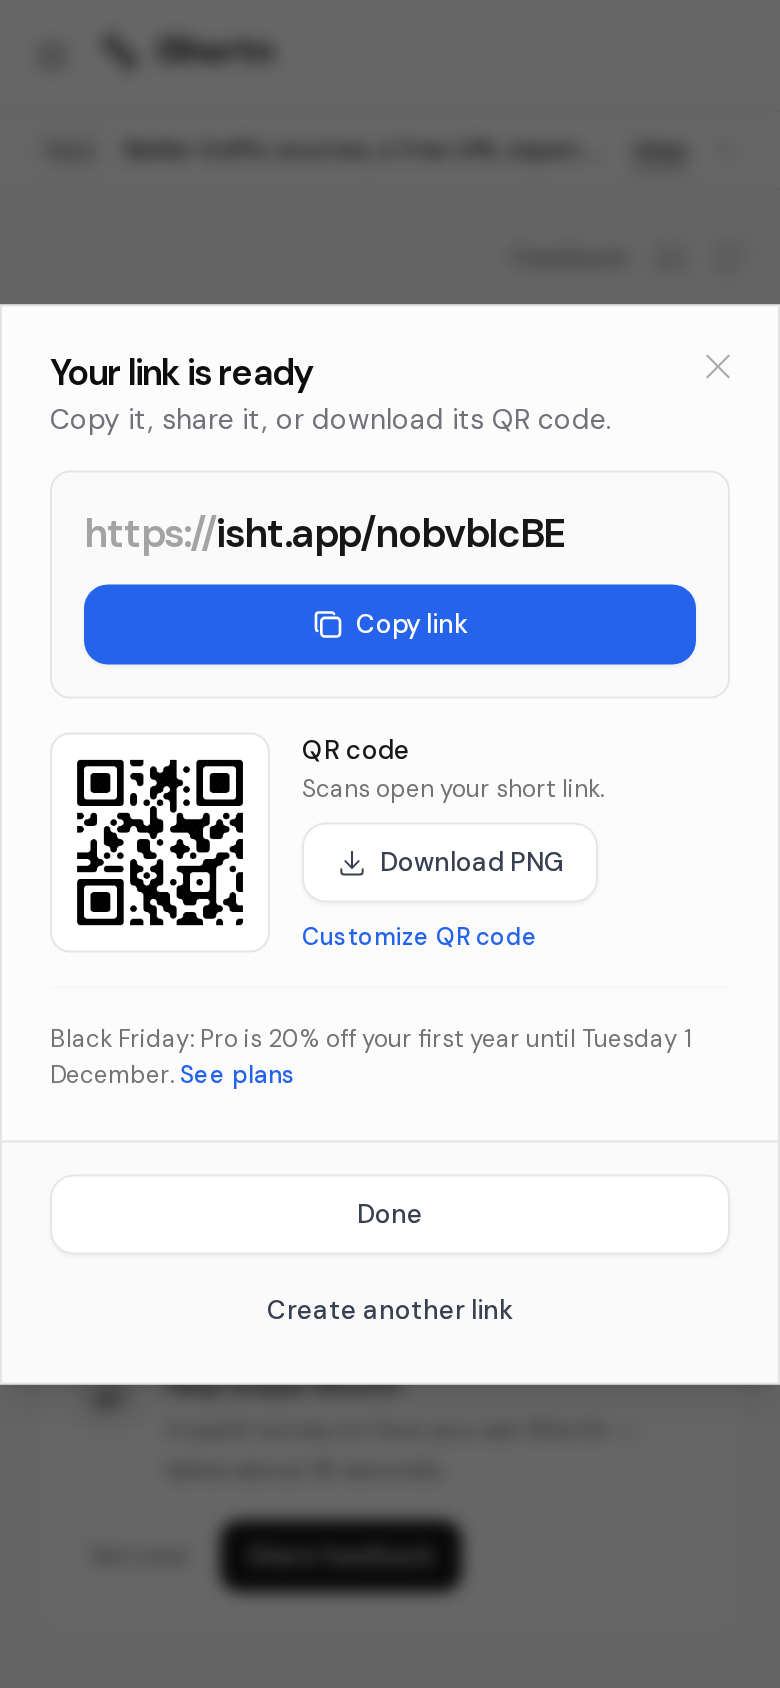 Your link is ready
Copy it, share it, or download its QR code.
https://isht.app/nobvbIcBE
Copy link
QR code
Scans open your short link.
Download PNG
Customize QR code
Black Friday: Pro is 20% off your first year until Tuesday 1
December. See plans
Done
Create another link